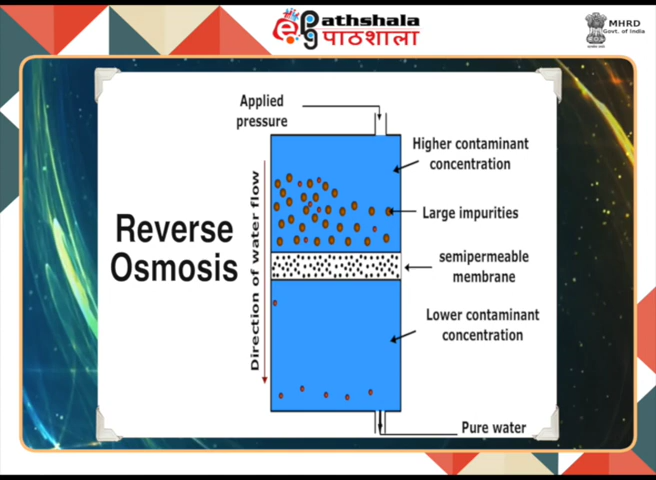 epg
athshala
पाठशाला
MHRD
Govt. of India
Applied
pressure
Higher contaminant
concentration
Large impurities
Reverse
Osmosis
Direction of water flow
semipermeable
membrane
Lower contaminant
concentration
Pure water